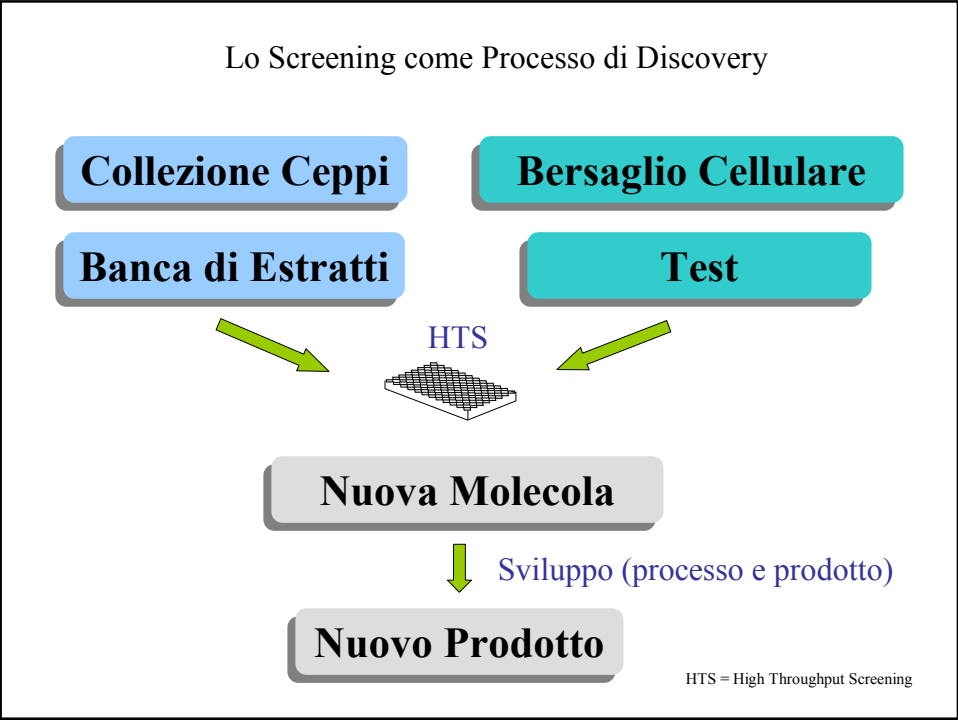 Lo Screening come Processo di Discovery
Collezione Ceppi
Bersaglio Cellulare
Banca di Estratti
Test
HTS
Nuova Molecola
Sviluppo (processo e prodotto)
Nuovo Prodotto
HTS = High Throughput Screening